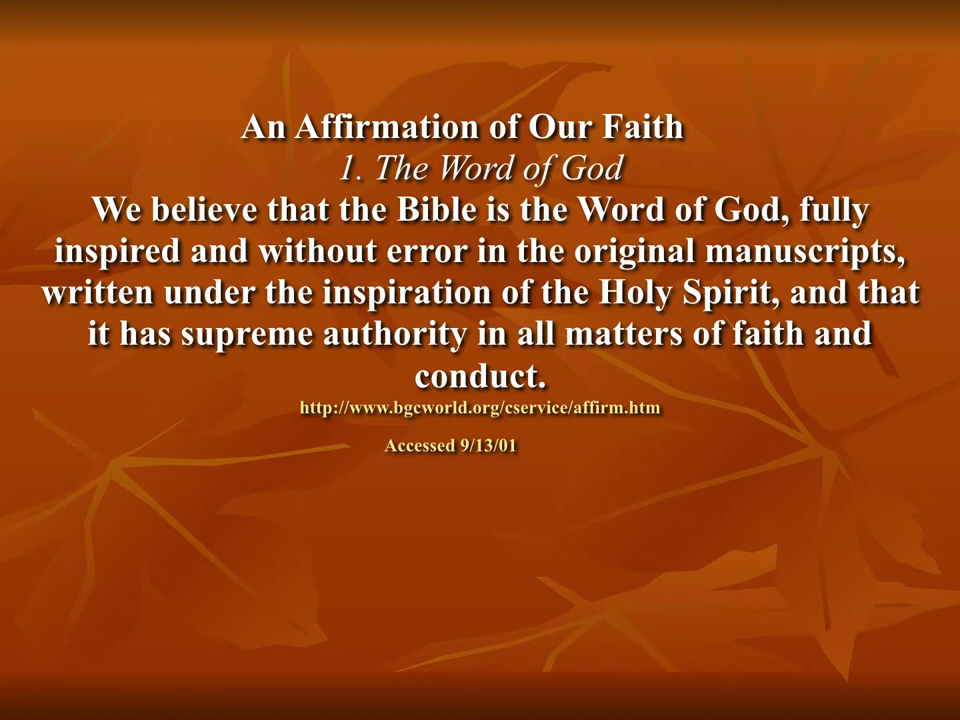 An Affirmation of Our Faith
1. The Word of God
We believe that the Bible is the Word of God, fully
inspired and without error in the original manuscripts,
written under the inspiration of the Holy Spirit, and that
it has supreme authority in all matters of faith and
conduct.
http://www.bgcworld.org/cservice/affirm.htm
Accessed 9/13/01